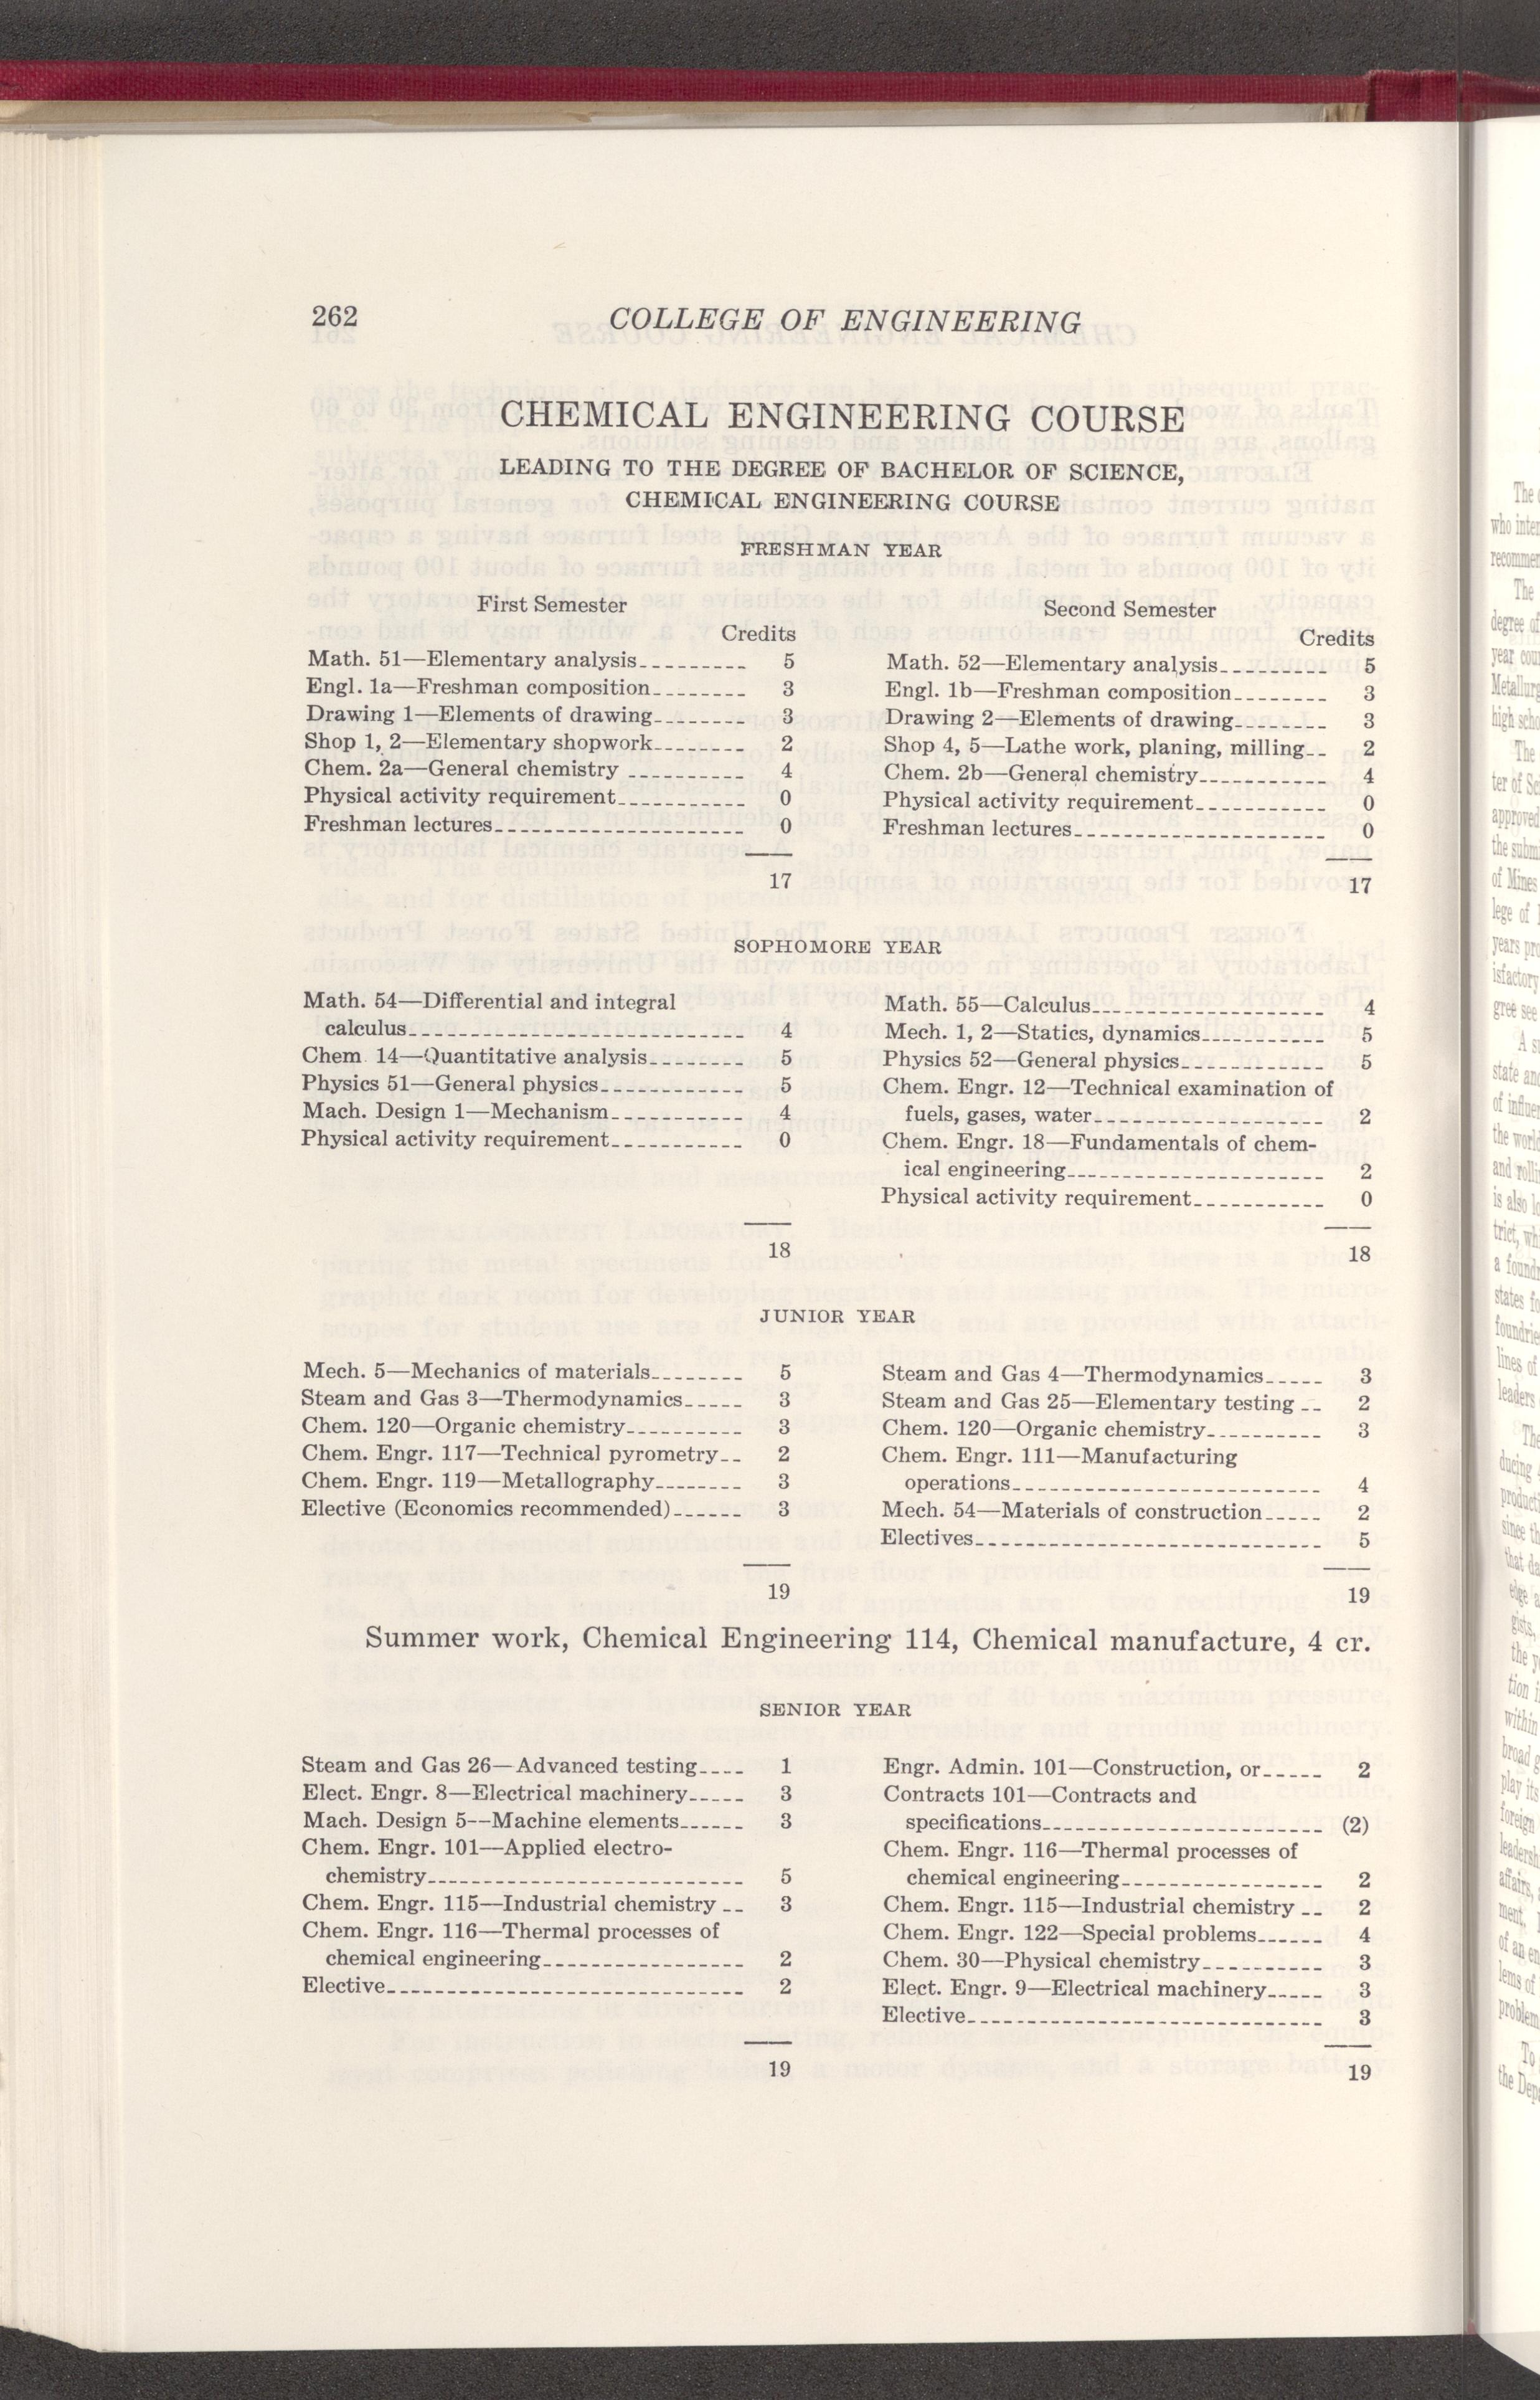 262
COLLEGE OF ENGINEERING
CHEMICAL ENGINEERING COURSE
LEADING TO THE DEGREE OF BACHELOR OF SCIENCE,
CHEMICAL ENGINEERING COURSE
FRESHMAN YEAR
First Semester
Credits
Math. 51—Elementary analysis 5
Engl. 1a—Freshman composition 3
Drawing 1—Elements of drawing 3
Shop 1, 2—Elementary shopwork 2
Chem. 2a—General chemistry 4
Physical activity requirement 0
Freshman lectures 0
17
Second Semester
Credits
Math. 52—Elementary analysis 5
Engl. 1b—Freshman composition 3
Drawing 2—Elements of drawing 3
Shop 4, 5—Lathe work, planing, milling 2
Chem. 2b—General chemistry 4
Physical activity requirement 0
Freshman lectures 0
17
SOPHOMORE YEAR
Math. 54—Differential and integral
calculus 4
Chem. 14—Quantitative analysis 5
Physics 51—General physics 5
Mach. Design 1—Mechanism 4
Physical activity requirement 0
18
Math. 55—Calculus 4
Mech. 1, 2—Statics, dynamics 5
Physics 52—General physics 5
Chem. Engr. 12—Technical examination of
fuels, gases, water 2
Chem. Engr. 18—Fundamentals of chem-
ical engineering 2
Physical activity requirement 0
18
JUNIOR YEAR
Mech. 5—Mechanics of materials 5
Steam and Gas 3—Thermodynamics 3
Chem. 120—Organic chemistry 3
Chem. Engr. 117—Technical pyrometry 2
Chem. Engr. 119—Metallography 3
Elective (Economics recommended) 3
19
Steam and Gas 4—Thermodynamics 3
Steam and Gas 25—Elementary testing 2
Chem. 120—Organic chemistry 3
Chem. Engr. 111—Manufacturing
operations 4
Mech. 54—Materials of construction 2
Electives 5
19
Summer work, Chemical Engineering 114, Chemical manufacture, 4 cr.
SENIOR YEAR
Steam and Gas 26—Advanced testing 1
Elect. Engr. 8—Electrical machinery 3
Mach. Design 5—Machine elements 3
Chem. Engr. 101—Applied electro-
chemistry 5
Chem. Engr. 115—Industrial chemistry 3
Chem. Engr. 116—Thermal processes of
chemical engineering 2
Elective 2
19
Engr. Admin. 101—Construction, or 2
Contracts 101—Contracts and
specifications (2)
Chem. Engr. 116—Thermal processes of
chemical engineering 2
Chem. Engr. 115—Industrial chemistry 2
Chem. Engr. 122—Special problems 4
Chem. 30—Physical chemistry 3
Elect. Engr. 9—Electrical machinery 3
Elective 3
19